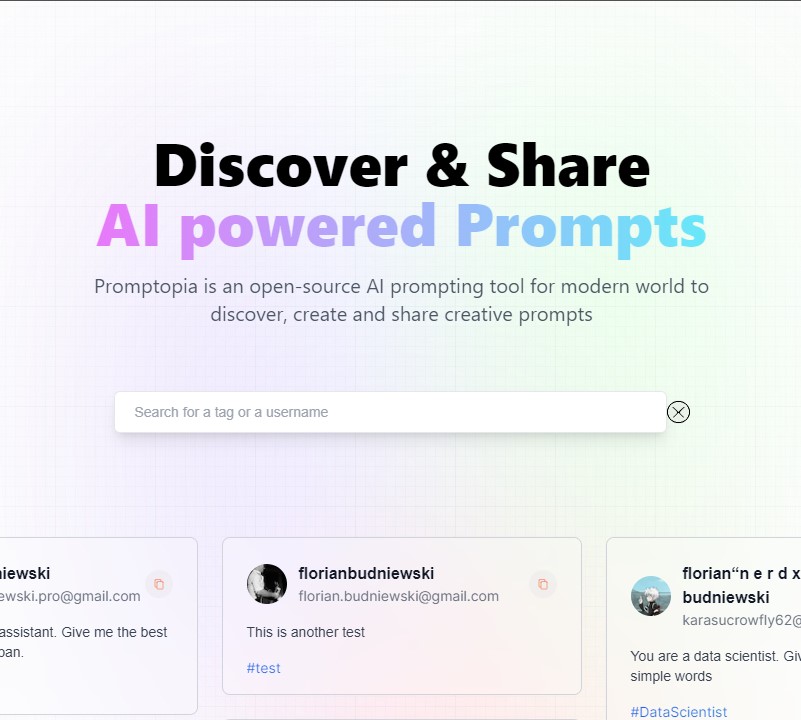 Discover & Share
AI powered Prompts
Promptopia is an open-source AI prompting tool for modern world to
discover, create and share creative prompts
Search for a tag or a username
niewski
ewski.pro@gmail.com
assistant. Give me the best
florianbudniewski
florian.budniewski@gmail.com
This is another test
#test
florian“n e r d x
budniewski
karasucrowfly62@
You are a data scientist. Giv
simple words
#DataScientist